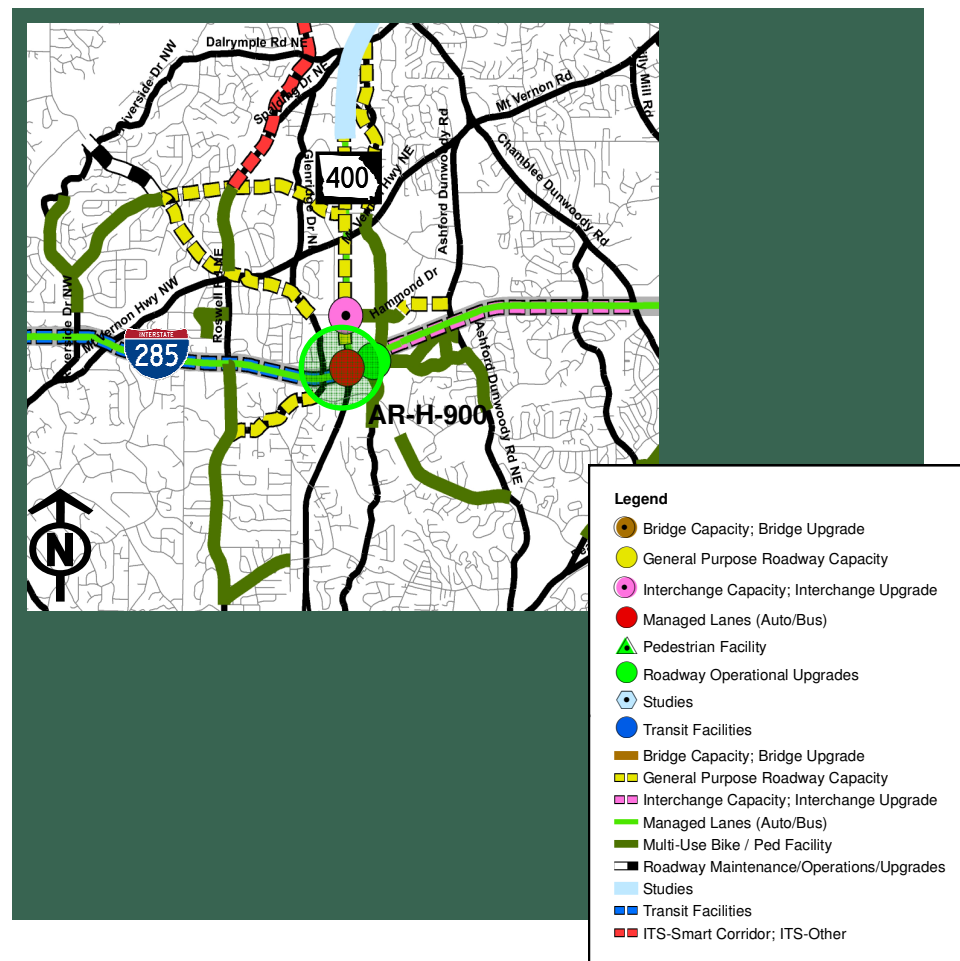 Dalrymple Rd NE
Riverside Dr NW
Spalding Dr NE
Mt Vernon Rd
Tilly Mill Rd
Chamblee Dunwoody Rd
Ashford Dunwoody Rd
Glenridge Dr NE
400
Vernon Hwy NE
Hammond Dr
Roswell Rd NE
Riverside Dr NW
Mt Vernon Hwy NW
INTERSTATE
285
Ashford Dunwoody Rd NE
AR-H-900
N
Legend
Bridge Capacity; Bridge Upgrade
General Purpose Roadway Capacity
Interchange Capacity; Interchange Upgrade
Managed Lanes (Auto/Bus)
Pedestrian Facility
Roadway Operational Upgrades
Studies
Transit Facilities
Bridge Capacity; Bridge Upgrade
General Purpose Roadway Capacity
Interchange Capacity; Interchange Upgrade
Managed Lanes (Auto/Bus)
Multi-Use Bike / Ped Facility
Roadway Maintenance/Operations/Upgrades
Studies
Transit Facilities
ITS-Smart Corridor; ITS-Other